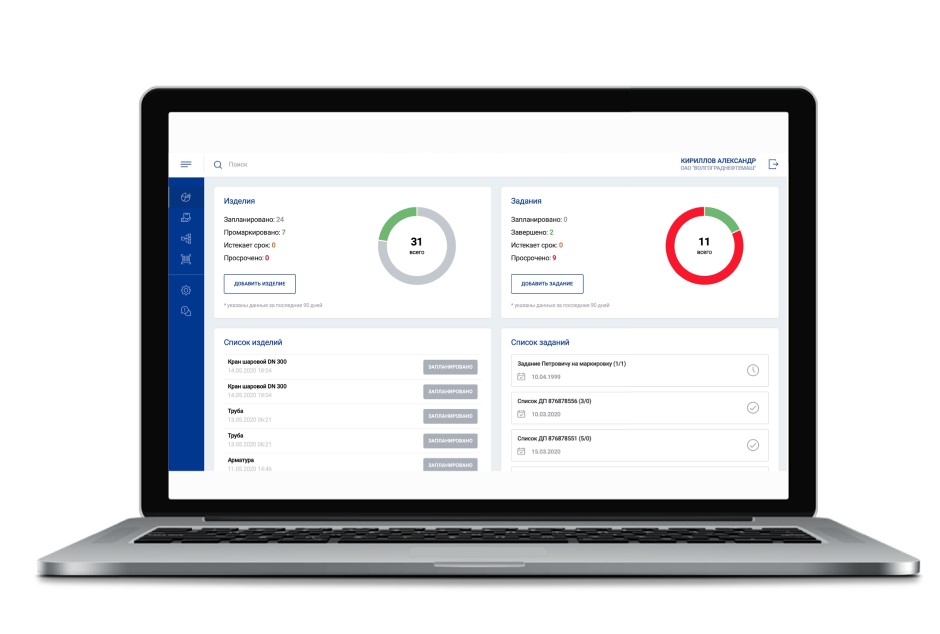 Поиск
КИРИЛЛОВ АЛЕКСАНДР
ОАО "ВОЛГОГРАДНЕФТЕМАШ"
Изделия
Запланировано: 24
Промаркировано: 7
Истекает срок: 0
Просрочено: 0
31
всего
ДОБАВИТЬ ИЗДЕЛИЕ
* указаны данные за последние 90 дней
Задания
Запланировано: 0
Завершено: 2
Истекает срок: 0
Просрочено: 9
11
всего
ДОБАВИТЬ ЗАДАНИЕ
* указаны данные за последние 90 дней
Список изделий
Кран шаровой DN 300
14.05.2020 18:04
ЗАПЛАНИРОВАНО
Кран шаровой DN 300
14.05.2020 18:04
ЗАПЛАНИРОВАНО
Труба
13.05.2020 06:21
ЗАПЛАНИРОВАНО
Труба
13.05.2020 06:21
ЗАПЛАНИРОВАНО
Арматура
11.05.2020 14:46
ЗАПЛАНИРОВАНО
Список заданий
Задание Петровичу на маркировку (1/1)
10.04.1999
Список ДП 876878556 (3/0)
10.03.2020
Список ДП 876878551 (5/0)
15.03.2020